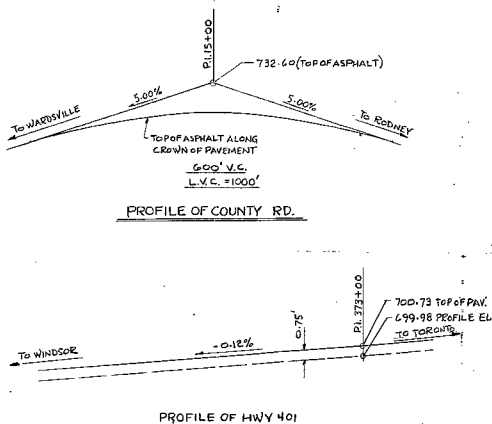 P.I. 15+00
732.60 (TOP OF ASPHALT)
5.00%
5.00%
TO WARDSVILLE
TO RODNEY
TOP OF ASPHALT ALONG
CROWN OF PAVEMENT
600' V.C.
L.V.C. = 1000'
PROFILE OF COUNTY RD.
P.I. 373+00
700.73 TOP OF PAV.
699.98 PROFILE EL
TO TORONTO
0.75'
-0.12%
TO WINDSOR
PROFILE OF HWY 401